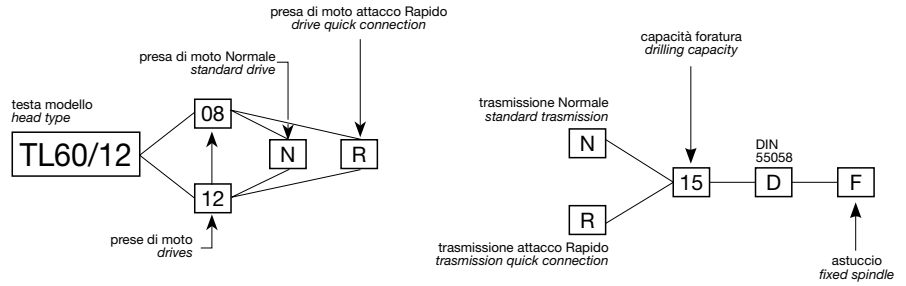 presa di moto attacco Rapido
drive quick connection
presa di moto Normale
standard drive
testa modello
head type
TL60/12
08
N
R
12
prese di moto
drives
capacità foratura
drilling capacity
trasmissione Normale
standard trasmission
N
DIN
55058
15
D
F
R
trasmissione attacco Rapido
trasmission quick connection
astuccio
fixed spindle